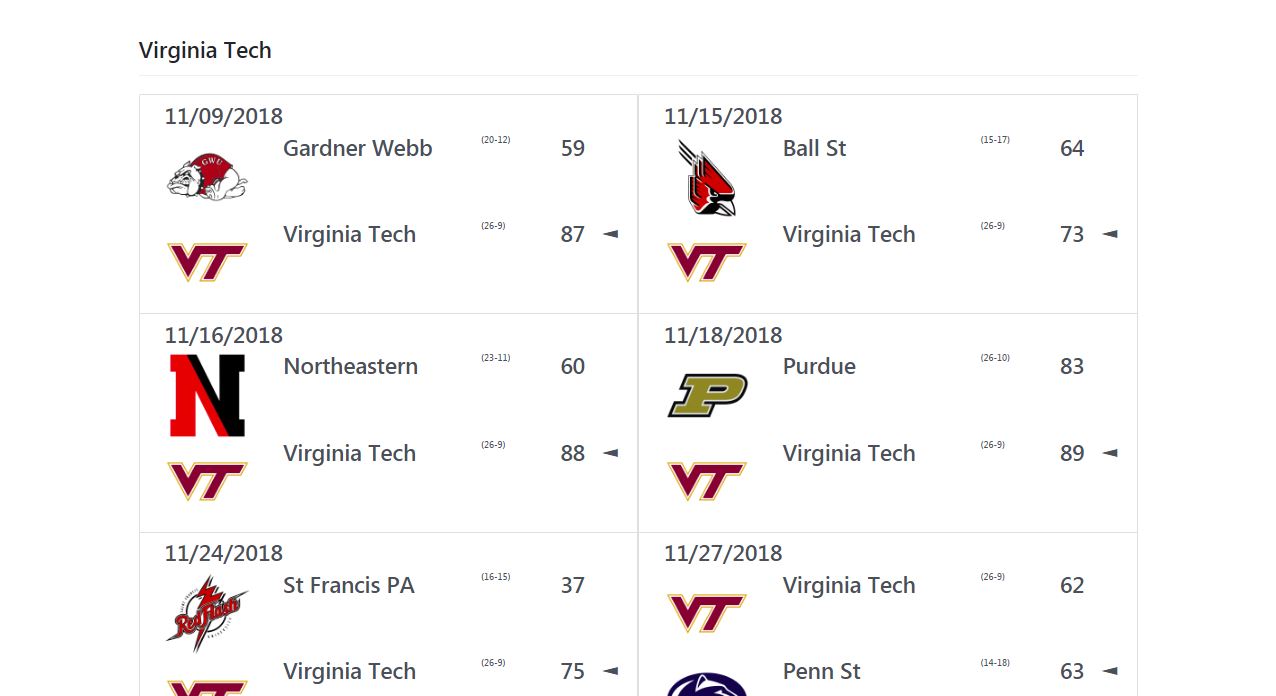 Virginia Tech
11/09/2018
Gardner Webb (20-12) 59
GWU
Virginia Tech (26-9) 87 ◄
VT
11/15/2018
Ball St (15-17) 64
Virginia Tech (26-9) 73 ◄
VT
11/16/2018
Northeastern (23-11) 60
N
Virginia Tech (26-9) 88 ◄
VT
11/18/2018
Purdue (26-10) 83
P
Virginia Tech (26-9) 89 ◄
VT
11/24/2018
St Francis PA (16-15) 37
Red Flash
Virginia Tech (26-9) 75 ◄
11/27/2018
Virginia Tech (26-9) 62
VT
Penn St (14-18) 63 ◄